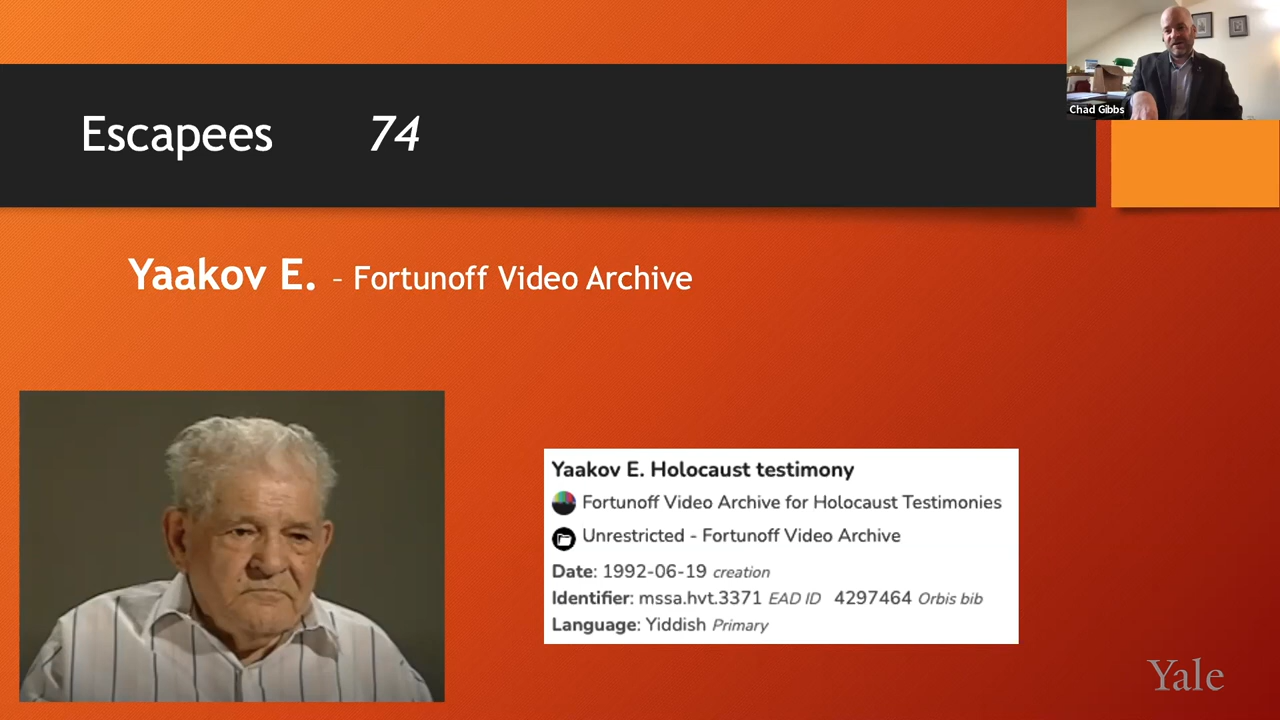 Chad Gibbs
Escapees 74
Yaakov E. – Fortunoff Video Archive
Yaakov E. Holocaust testimony
Fortunoff Video Archive for Holocaust Testimonies
Unrestricted - Fortunoff Video Archive
Date: 1992-06-19 creation
Identifier: mssa.hvt.3371 EAD ID 4297464 Orbis bib
Language: Yiddish Primary
Yale